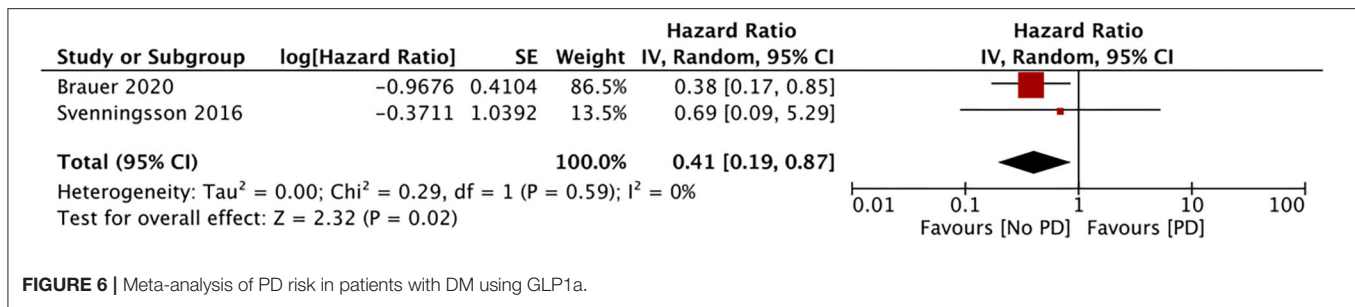 Hazard Ratio Hazard Ratio
Study or Subgroup log[Hazard Ratio] SE Weight IV, Random, 95% CI IV, Random, 95% CI
Brauer 2020 −0.9676 0.4104 86.5% 0.38 [0.17, 0.85]
Svenningsson 2016 −0.3711 1.0392 13.5% 0.69 [0.09, 5.29]
Total (95% CI) 100.0% 0.41 [0.19, 0.87]
Heterogeneity: Tau² = 0.00; Chi² = 0.29, df = 1 (P = 0.59); I² = 0%
Test for overall effect: Z = 2.32 (P = 0.02)
0.01 0.1 1 10 100
Favours [No PD] Favours [PD]
FIGURE 6 | Meta-analysis of PD risk in patients with DM using GLP1a.